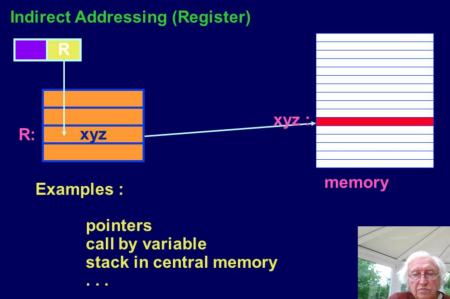 Indirect Addressing (Register)
R
R:
xyz
xyz :
memory
Examples :
pointers
call by variable
stack in central memory
. . .